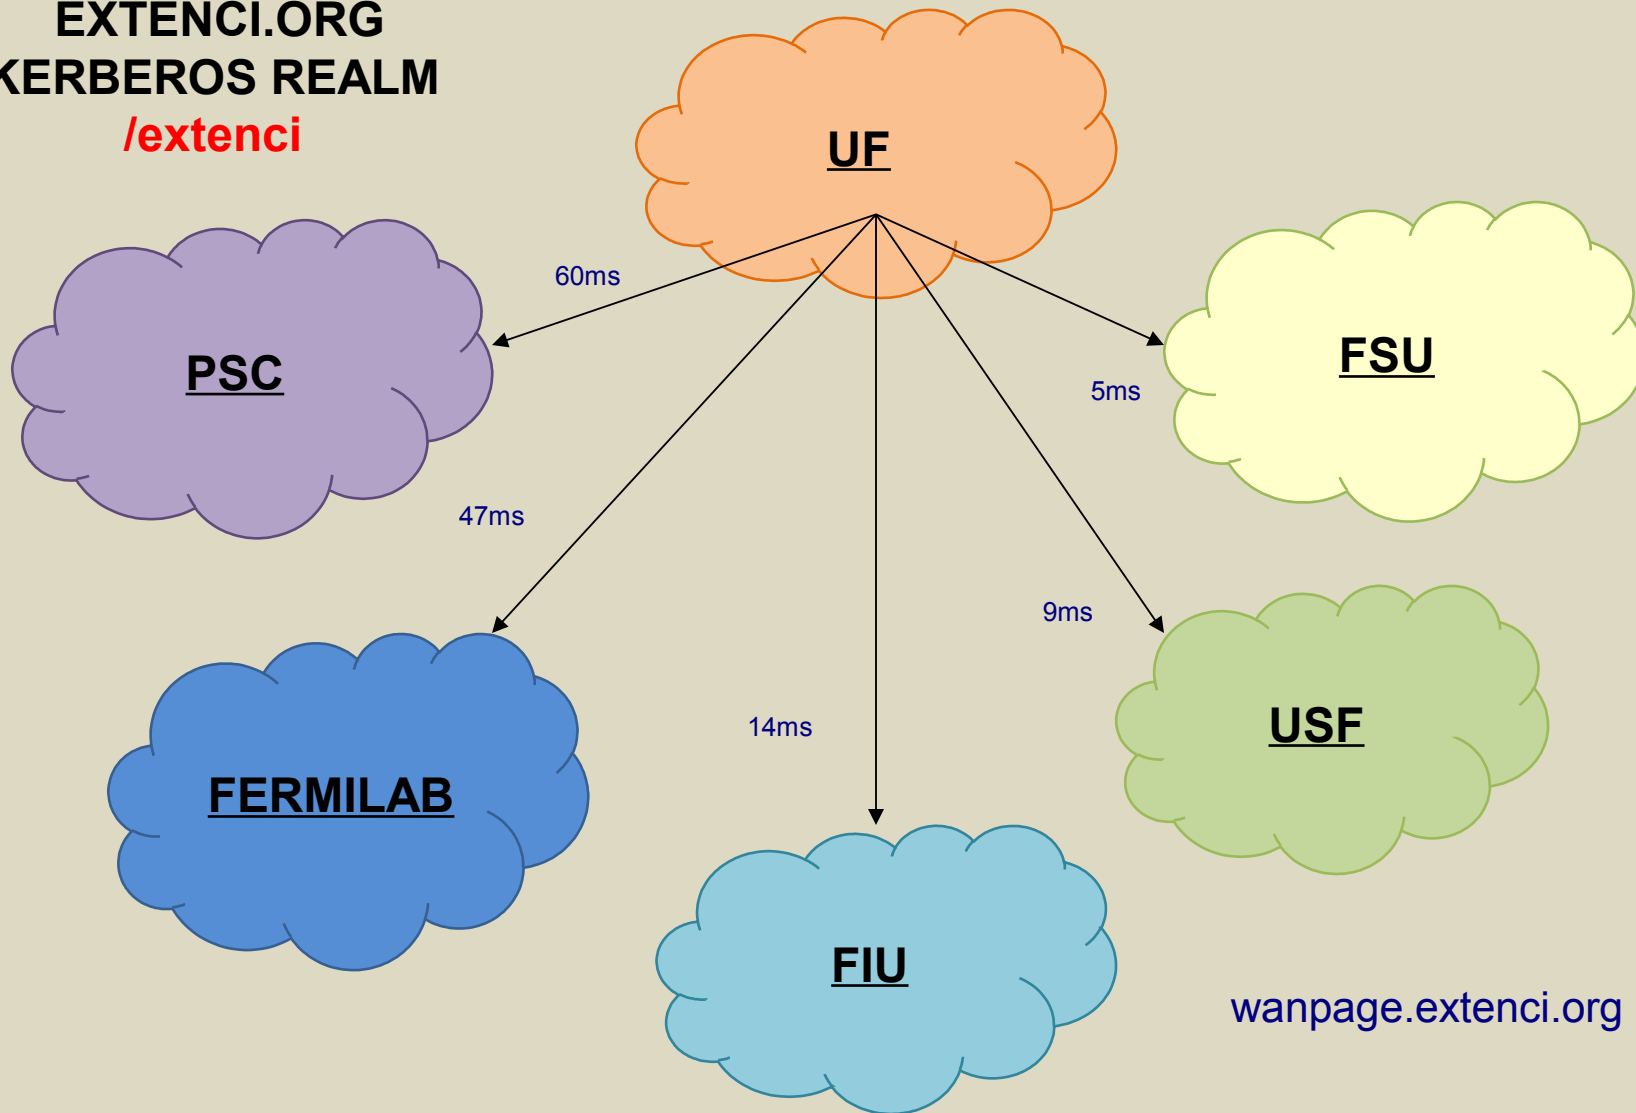 EXTENCI.ORG
KERBEROS REALM
/extenci
UF
60ms
PSC
FSU
5ms
47ms
9ms
14ms
USF
FERMILAB
FIU
wanpage.extenci.org